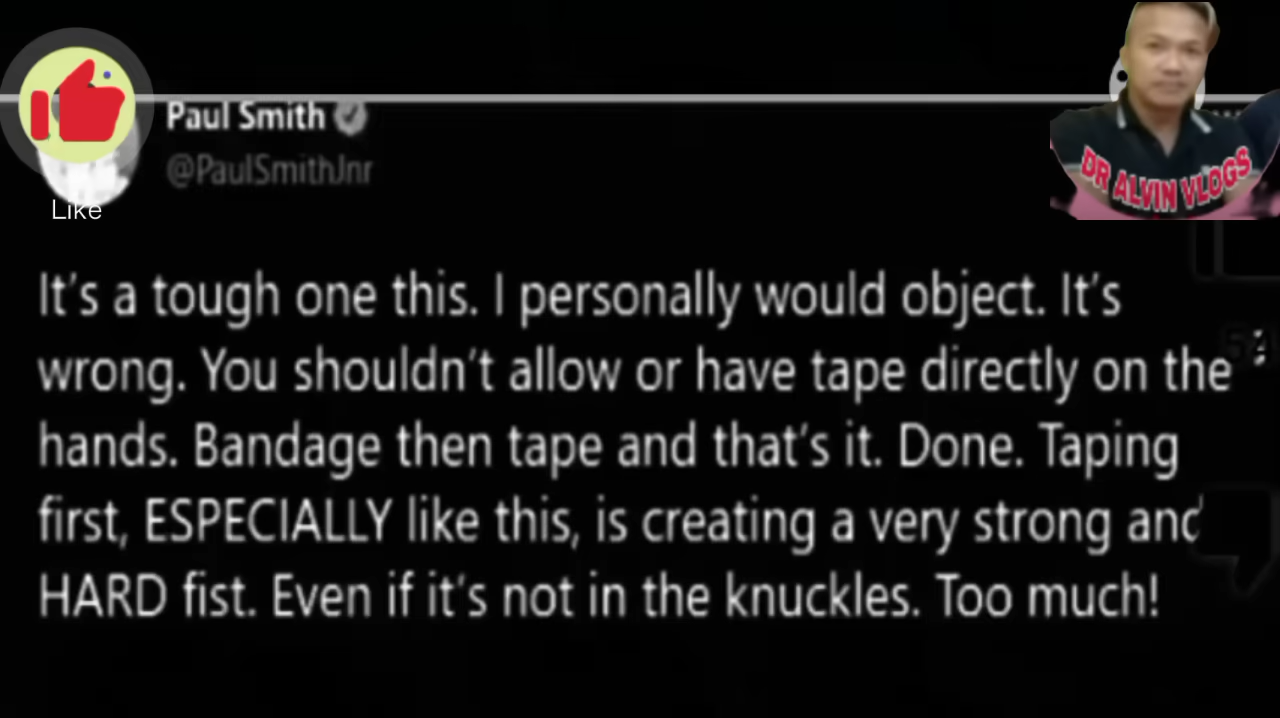 Paul Smith
@PaulSmithJnr
Like
DR ALVIN VLOGS
It's a tough one this. I personally would object. It's
wrong. You shouldn't allow or have tape directly on the
hands. Bandage then tape and that's it. Done. Taping
first, ESPECIALLY like this, is creating a very strong and
HARD fist. Even if it's not in the knuckles. Too much!